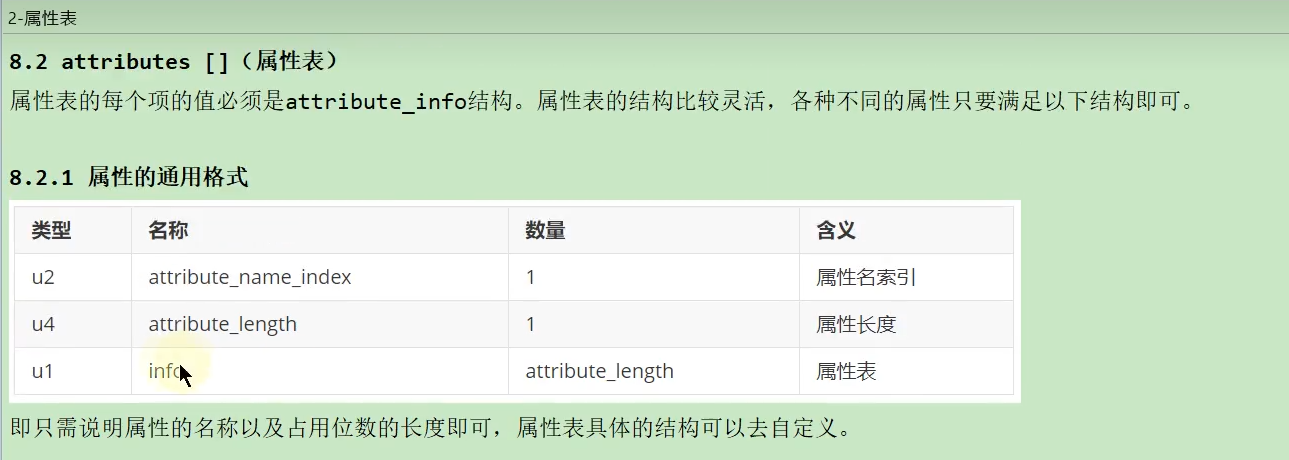 2-属性表
8.2 attributes []（属性表）
属性表的每个项的值必须是attribute_info结构。属性表的结构比较灵活，各种不同的属性只要满足以下结构即可。
8.2.1 属性的通用格式
类型 名称 数量 含义
u2 attribute_name_index 1 属性名索引
u4 attribute_length 1 属性长度
u1 info attribute_length 属性表
即只需说明属性的名称以及占用位数的长度即可，属性表具体的结构可以去自定义。